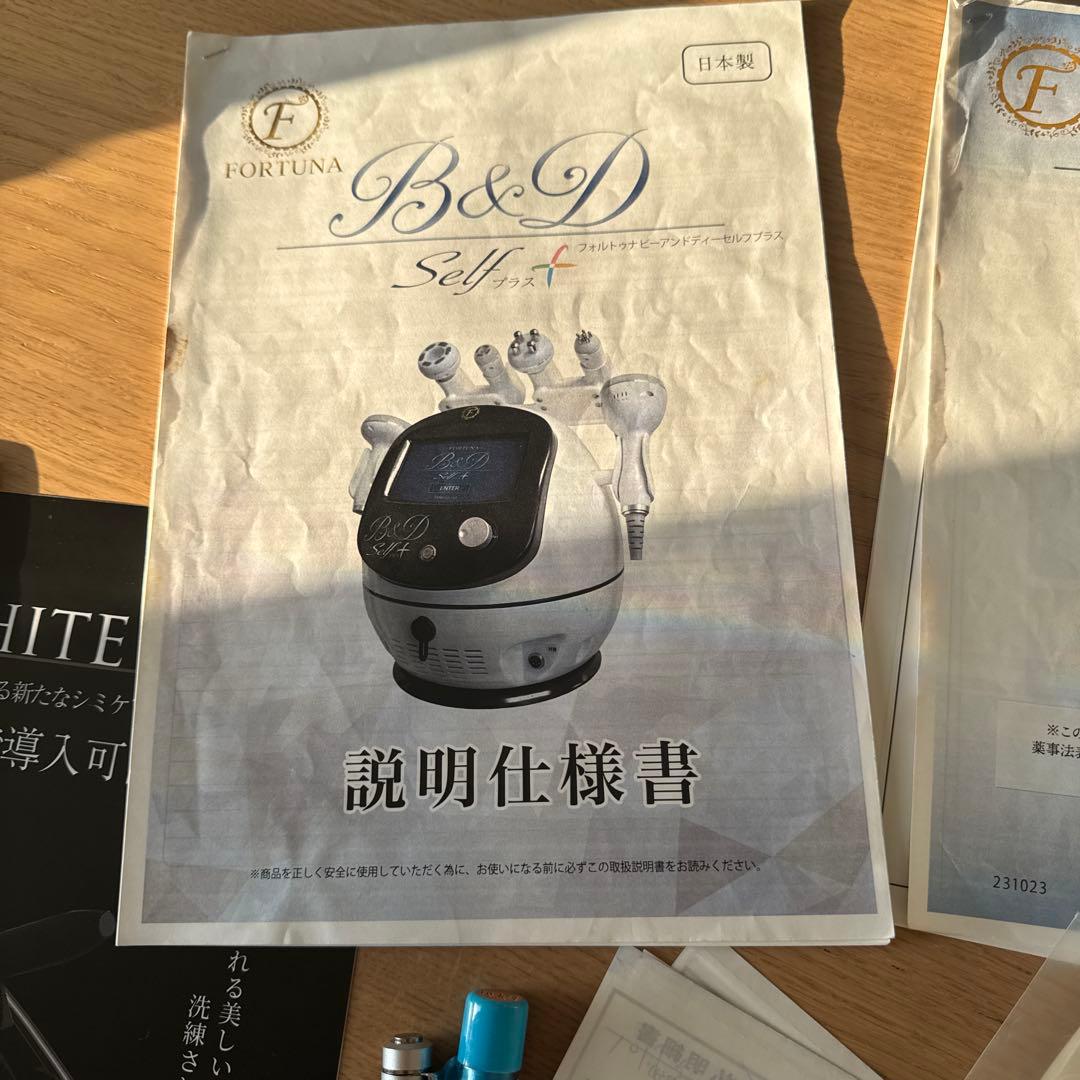 日本製
F
FORTUNA
B&D
フォルトゥナ ビーアンドディーセルフプラス
Self
プラス
F
FORTUNA
B&D
Self
ENTER
B&D
Self+
説明仕様書
※商品を正しく安全に使用していただく為に、お使いになる前に必ずこの取扱説明書をお読みください。
F
※この
薬事法
231023
HITE
る新たなシミケ
導入可
れる美しい
洗練さ